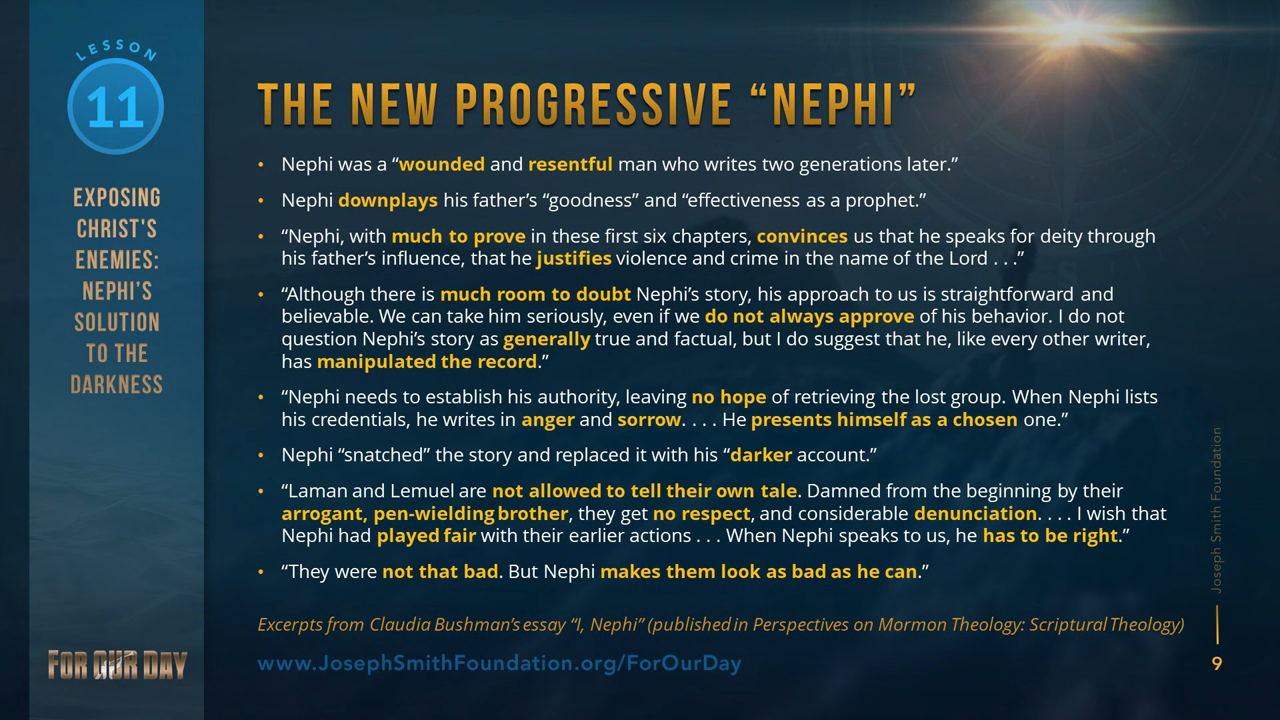 LESSON
11
EXPOSING
CHRIST'S
ENEMIES:
NEPHI'S
SOLUTION
TO THE
DARKNESS
FOR OUR DAY
THE NEW PROGRESSIVE “NEPHI”
• Nephi was a “wounded and resentful man who writes two generations later.”
• Nephi downplays his father’s “goodness” and “effectiveness as a prophet.”
• “Nephi, with much to prove in these first six chapters, convinces us that he speaks for deity through
his father’s influence, that he justifies violence and crime in the name of the Lord . . .”
• “Although there is much room to doubt Nephi’s story, his approach to us is straightforward and
believable. We can take him seriously, even if we do not always approve of his behavior. I do not
question Nephi’s story as generally true and factual, but I do suggest that he, like every other writer,
has manipulated the record.”
• “Nephi needs to establish his authority, leaving no hope of retrieving the lost group. When Nephi lists
his credentials, he writes in anger and sorrow. . . . He presents himself as a chosen one.”
• Nephi “snatched” the story and replaced it with his “darker account.”
• “Laman and Lemuel are not allowed to tell their own tale. Damned from the beginning by their
arrogant, pen-wielding brother, they get no respect, and considerable denunciation. . . . I wish that
Nephi had played fair with their earlier actions . . . When Nephi speaks to us, he has to be right.”
• “They were not that bad. But Nephi makes them look as bad as he can.”
Excerpts from Claudia Bushman’s essay “I, Nephi” (published in Perspectives on Mormon Theology: Scriptural Theology)
www.JosephSmithFoundation.org/ForOurDay
Joseph Smith Foundation
9